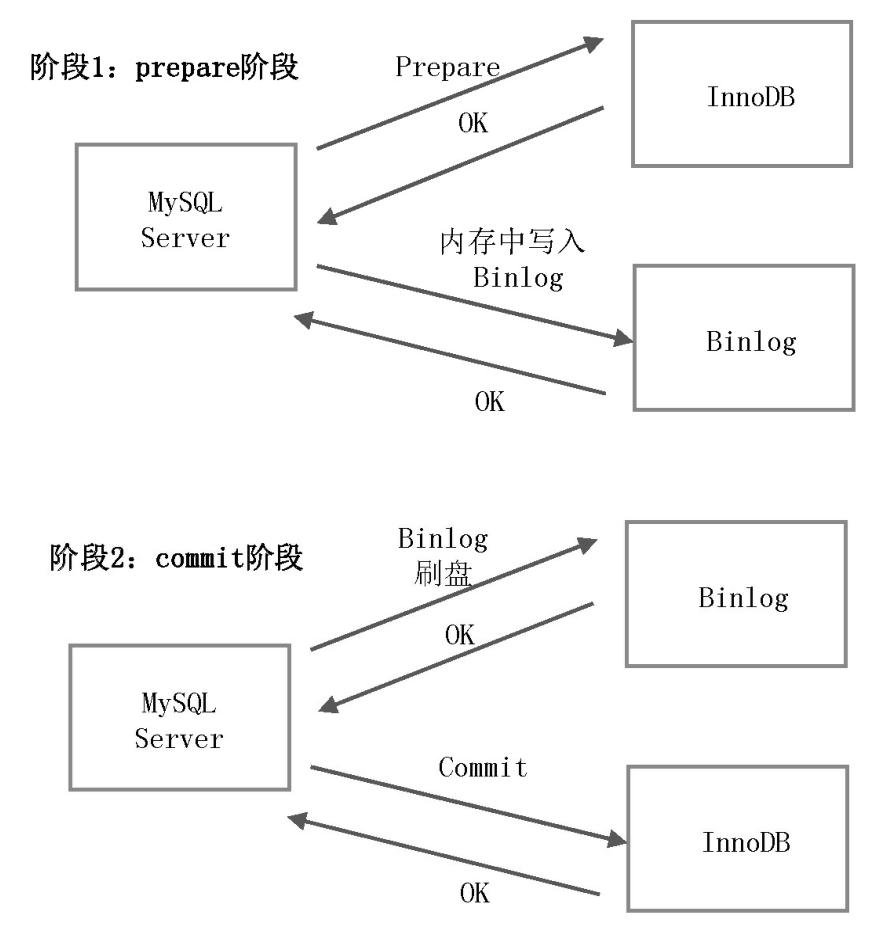 阶段1：prepare阶段
Prepare
OK
InnoDB
MySQL
Server
内存中写入
Binlog
Binlog
OK
阶段2：commit阶段
Binlog
刷盘
OK
Binlog
MySQL
Server
Commit
InnoDB
OK